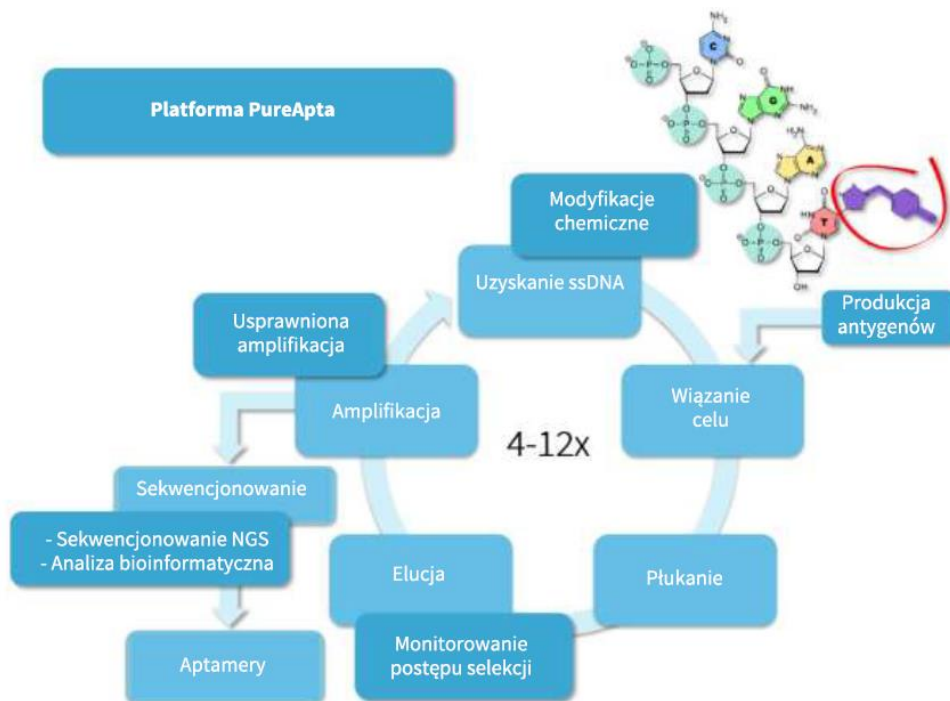 Platforma PureApta
Modyfikacje
chemiczne
Uzyskanie ssDNA
Produkcja
antygenów
Usprawniona
amplifikacja
Amplifikacja
Wiązanie
celu
4-12x
Sekwencjonowanie
- Sekwencjonowanie NGS
- Analiza bioinformatyczna
Elucja
Płukanie
Monitorowanie
postępu selekcji
Aptamery
C
G
A
T